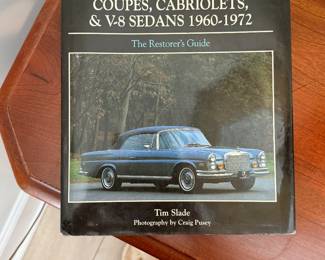 COUPES, CABRIOLETS,
& V-8 SEDANS 1960-1972
The Restorer's Guide
Tim Slade
Photography by Craig Pusey